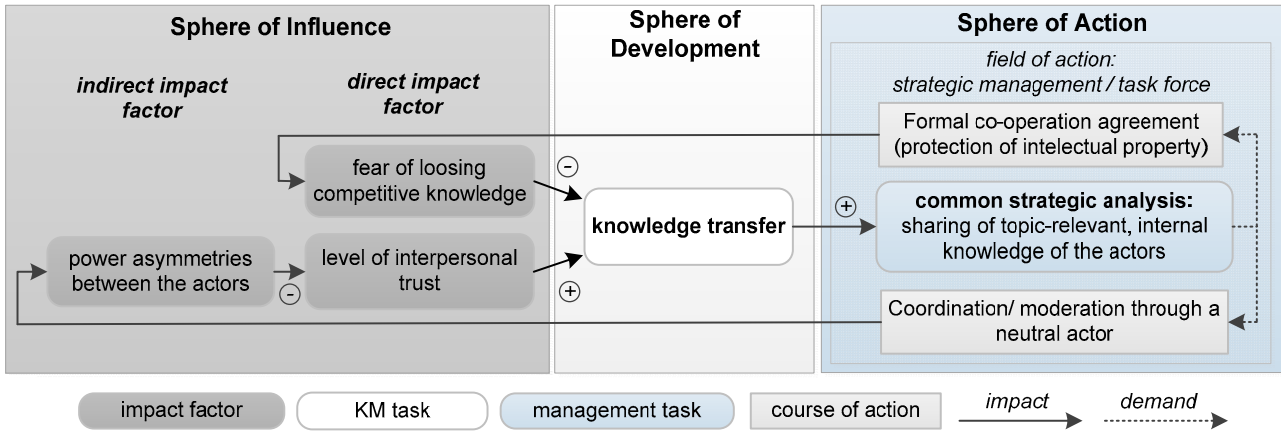 Sphere of Influence
indirect impact
factor
direct impact
factor
fear of loosing
competitive knowledge
−
power asymmetries
between the actors
−
level of interpersonal
trust
+
Sphere of
Development
knowledge transfer
+
Sphere of Action
field of action:
strategic management / task force
Formal co-operation agreement
(protection of intelectual property)
common strategic analysis:
sharing of topic-relevant, internal
knowledge of the actors
Coordination/ moderation through a
neutral actor
impact factor
KM task
management task
course of action
impact
demand